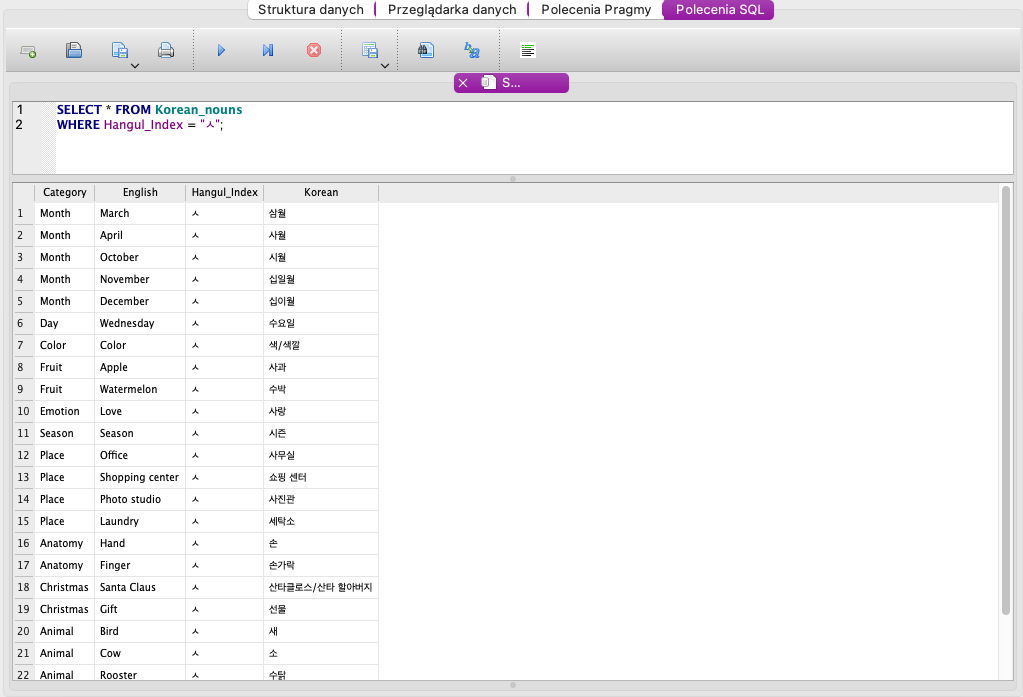 Struktura danych Przeglądarka danych Polecenia Pragmy Polecenia SQL
S...
1 SELECT * FROM Korean_nouns
2 WHERE Hangul_Index = "ㅅ";
Category English Hangul_Index Korean
1 Month March ㅅ 삼월
2 Month April ㅅ 사월
3 Month October ㅅ 시월
4 Month November ㅅ 십일월
5 Month December ㅅ 십이월
6 Day Wednesday ㅅ 수요일
7 Color Color ㅅ 색/색깔
8 Fruit Apple ㅅ 사과
9 Fruit Watermelon ㅅ 수박
10 Emotion Love ㅅ 사랑
11 Season Season ㅅ 시즌
12 Place Office ㅅ 사무실
13 Place Shopping center ㅅ 쇼핑 센터
14 Place Photo studio ㅅ 사진관
15 Place Laundry ㅅ 세탁소
16 Anatomy Hand ㅅ 손
17 Anatomy Finger ㅅ 손가락
18 Christmas Santa Claus ㅅ 산타클로스/산타 할아버지
19 Christmas Gift ㅅ 선물
20 Animal Bird ㅅ 새
21 Animal Cow ㅅ 소
22 Animal Rooster ㅅ 수탉